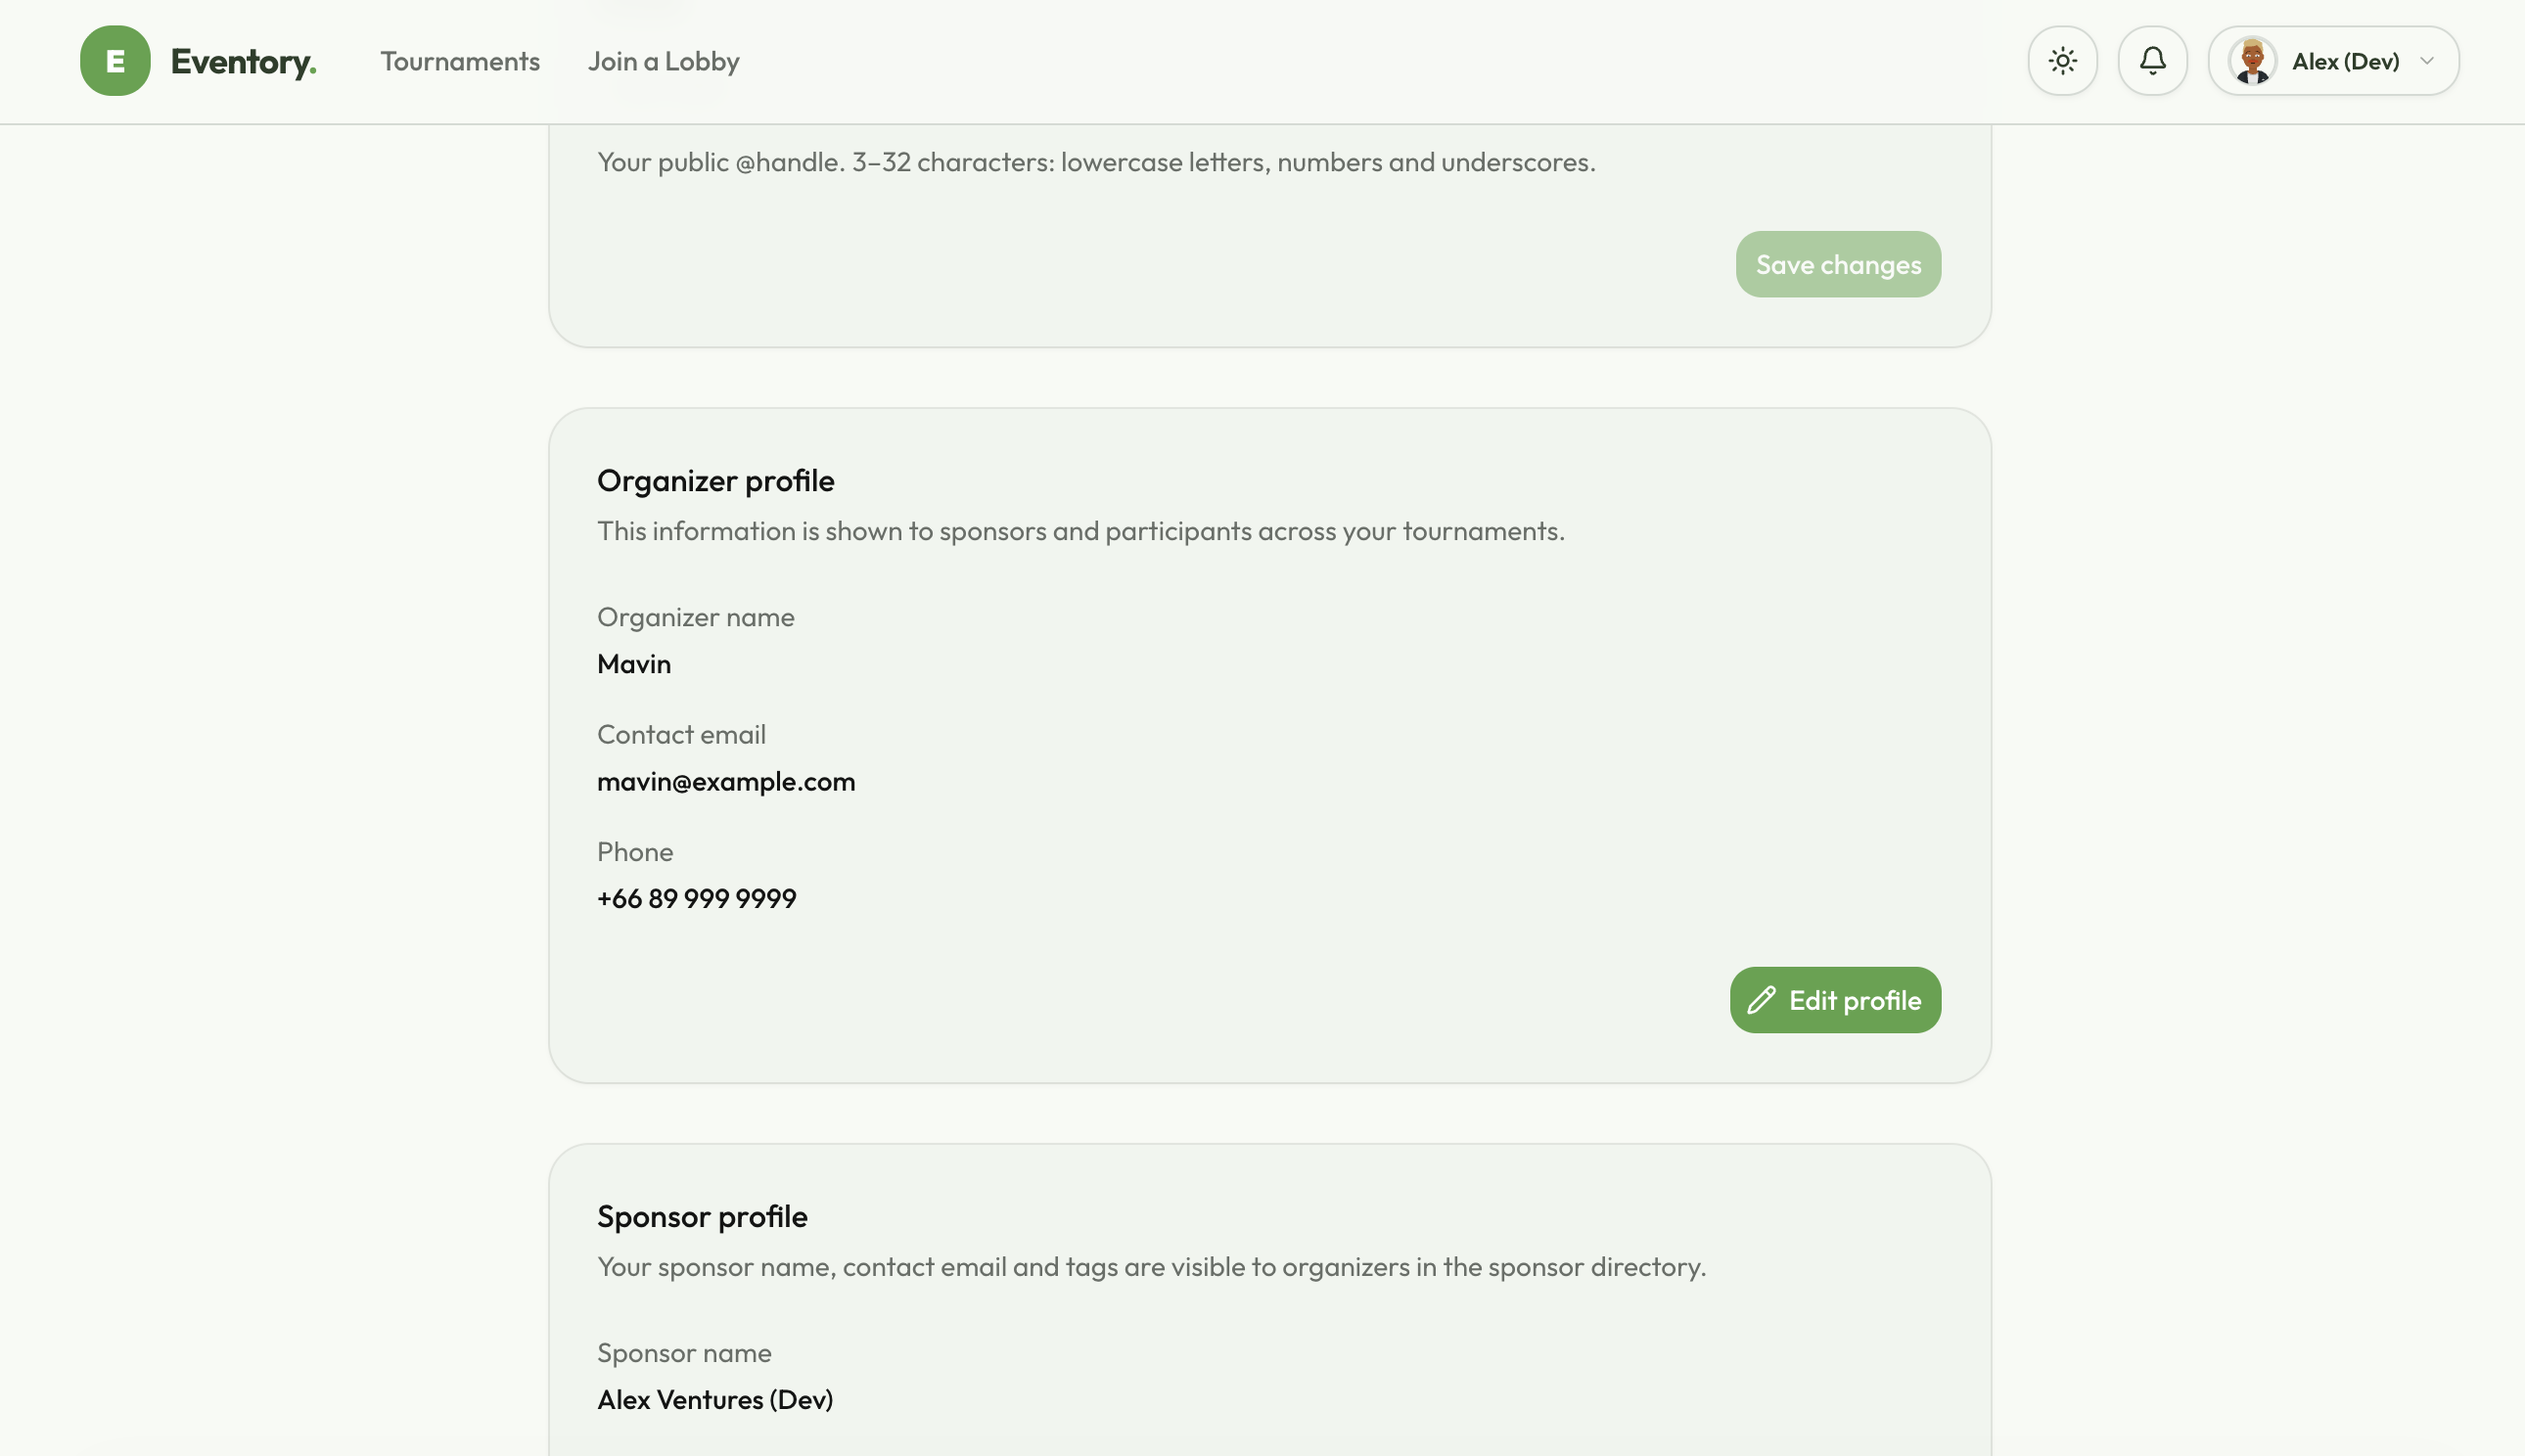 E Eventory. Tournaments Join a Lobby Alex (Dev)
Your public @handle. 3–32 characters: lowercase letters, numbers and underscores.
Save changes
Organizer profile
This information is shown to sponsors and participants across your tournaments.
Organizer name
Mavin
Contact email
mavin@example.com
Phone
+66 89 999 9999
Edit profile
Sponsor profile
Your sponsor name, contact email and tags are visible to organizers in the sponsor directory.
Sponsor name
Alex Ventures (Dev)